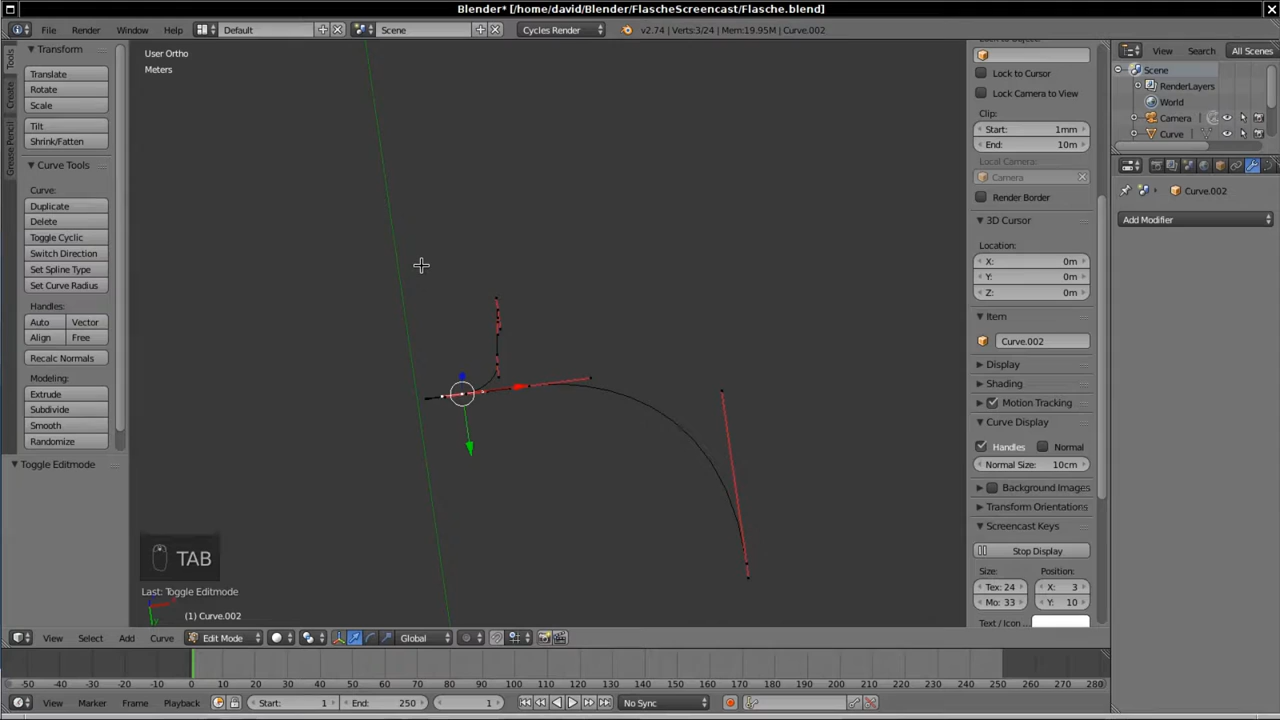 Blender* [/home/david/Blender/FlascheScreencast/Flasche.blend]
File Render Window Help Default Scene Cycles Render v2.74 | Verts:3/24 | Mem:19.95M | Curve.002
View Search All Scenes
Tools
Create
Grease Pencil
Transform
Translate
Rotate
Scale
Tilt
Shrink/Fatten
Curve Tools
Curve:
Duplicate
Delete
Toggle Cyclic
Switch Direction
Set Spline Type
Set Curve Radius
Handles:
Auto Vector
Align Free
Recalc Normals
Modeling:
Extrude
Subdivide
Smooth
Randomize
Toggle Editmode
User Ortho
Meters
TAB
Last: Toggle Editmode
(1) Curve.002
Lock to Cursor
Lock Camera to View
Clip:
Start: 1mm
End: 10m
Local Camera:
Camera
Render Border
3D Cursor
Location:
X: 0m
Y: 0m
Z: 0m
Item
Curve.002
Display
Shading
Motion Tracking
Curve Display
Handles Normal
Normal Size: 10cm
Background Images
Transform Orientations
Screencast Keys
Stop Display
Size: Position:
Tex: 24 X: 3
Mo: 33 Y: 10
Text / Icon...
Scene
RenderLayers
World
Camera
Curve
Curve.002
Add Modifier
View Select Add Curve Edit Mode Global
-50 -40 -30 -20 -10 0 10 20 30 40 50 60 70 80 90 100 110 120 130 140 150 160 170 180 190 200 210 220 230 240 250 260 270 280
View Marker Frame Playback Start: 1 End: 250 1 No Sync